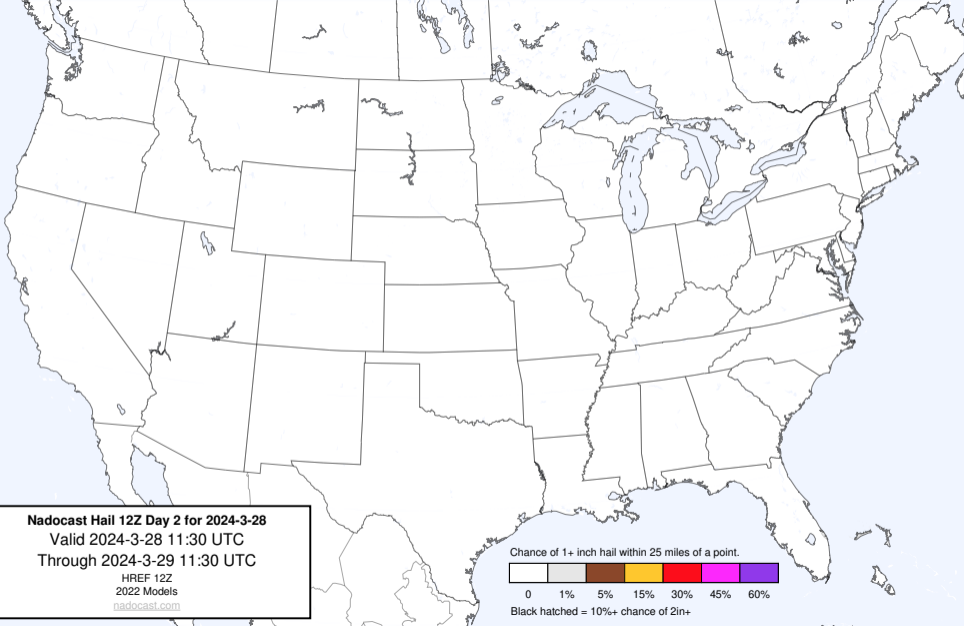 Nadocast Hail 12Z Day 2 for 2024-3-28
Valid 2024-3-28 11:30 UTC
Through 2024-3-29 11:30 UTC
HREF 12Z
2022 Models
nadocast.com
Chance of 1+ inch hail within 25 miles of a point.
0 1% 5% 15% 30% 45% 60%
Black hatched = 10%+ chance of 2in+